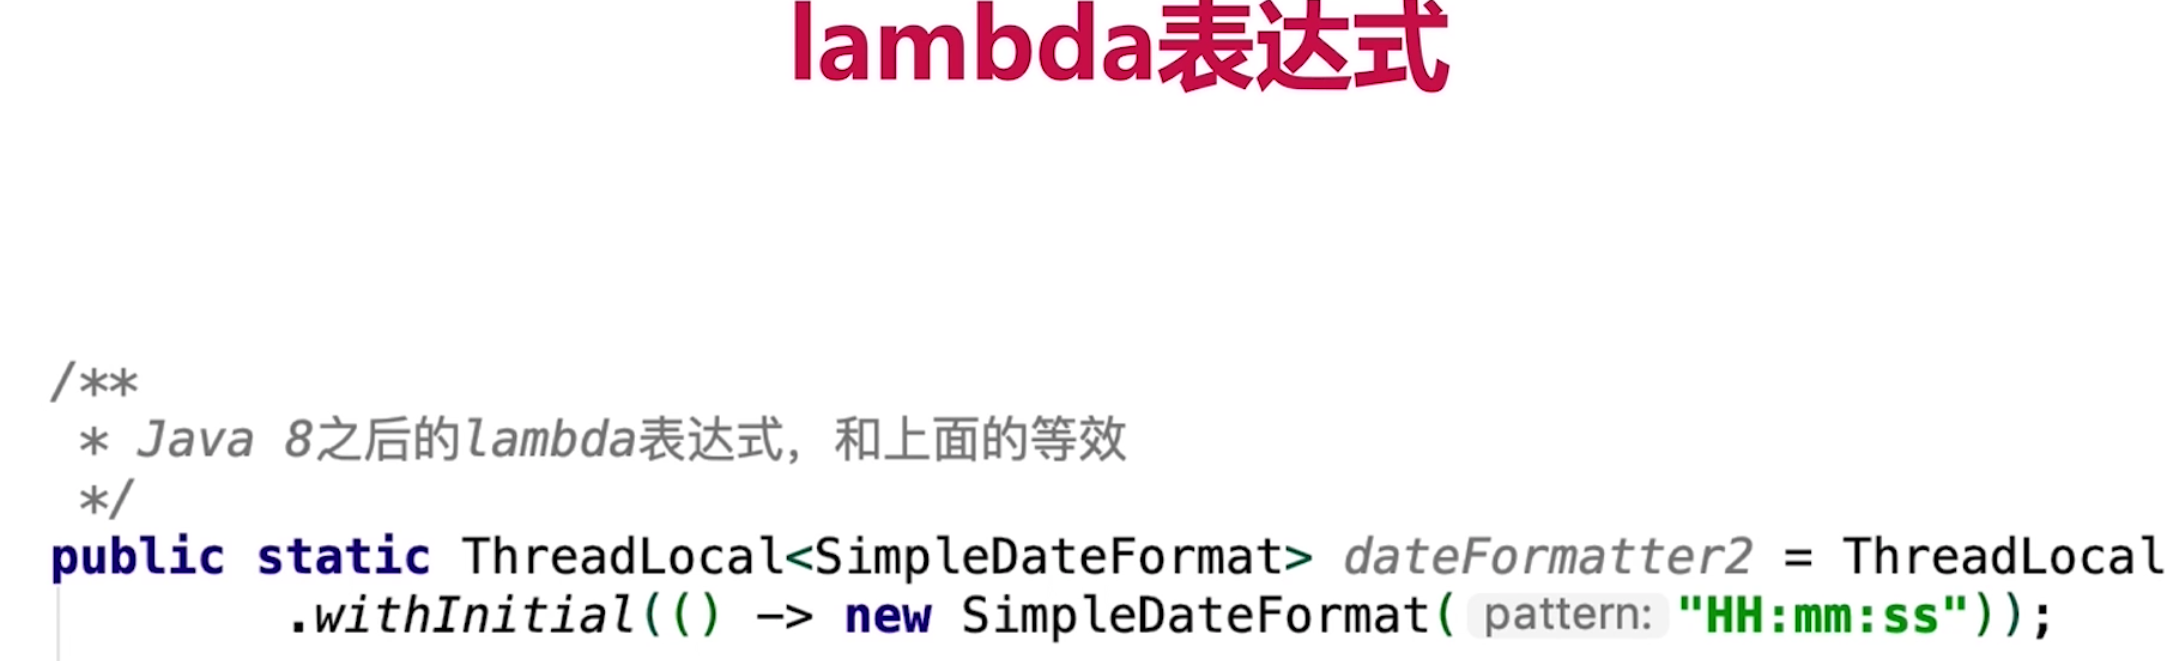 lambda表达式
/**
* Java 8之后的lambda表达式，和上面的等效
*/
public static ThreadLocal<SimpleDateFormat> dateFormatter2 = ThreadLocal
.withInitial(() -> new SimpleDateFormat( pattern: "HH:mm:ss"));